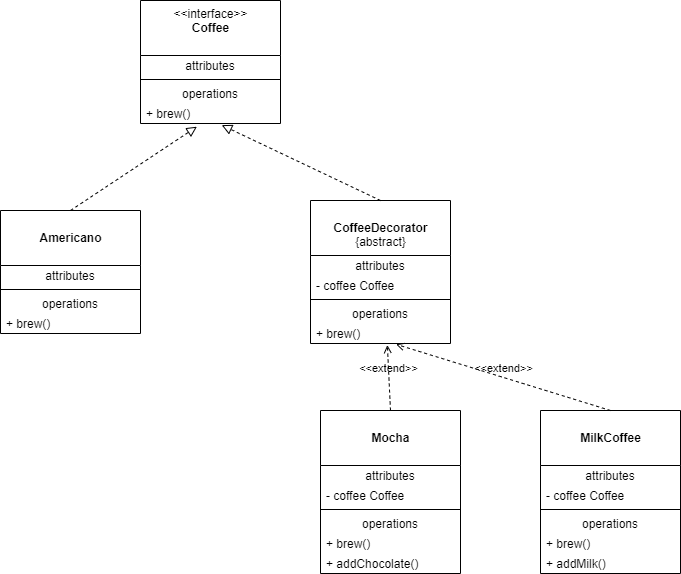 <<interface>>
Coffee
attributes
operations
+ brew()
Americano
attributes
operations
+ brew()
CoffeeDecorator
{abstract}
attributes
- coffee Coffee
operations
+ brew()
<<extend>>
<<extend>>
Mocha
attributes
- coffee Coffee
operations
+ brew()
+ addChocolate()
MilkCoffee
attributes
- coffee Coffee
operations
+ brew()
+ addMilk()